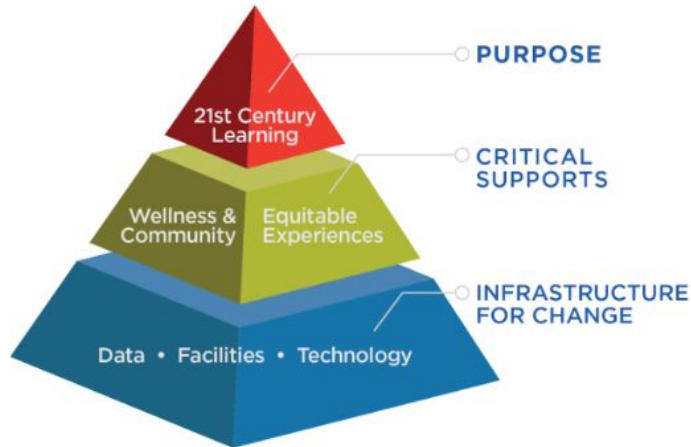 PURPOSE
21st Century
Learning
CRITICAL
SUPPORTS
Wellness &
Community
Equitable
Experiences
INFRASTRUCTURE
FOR CHANGE
Data • Facilities • Technology